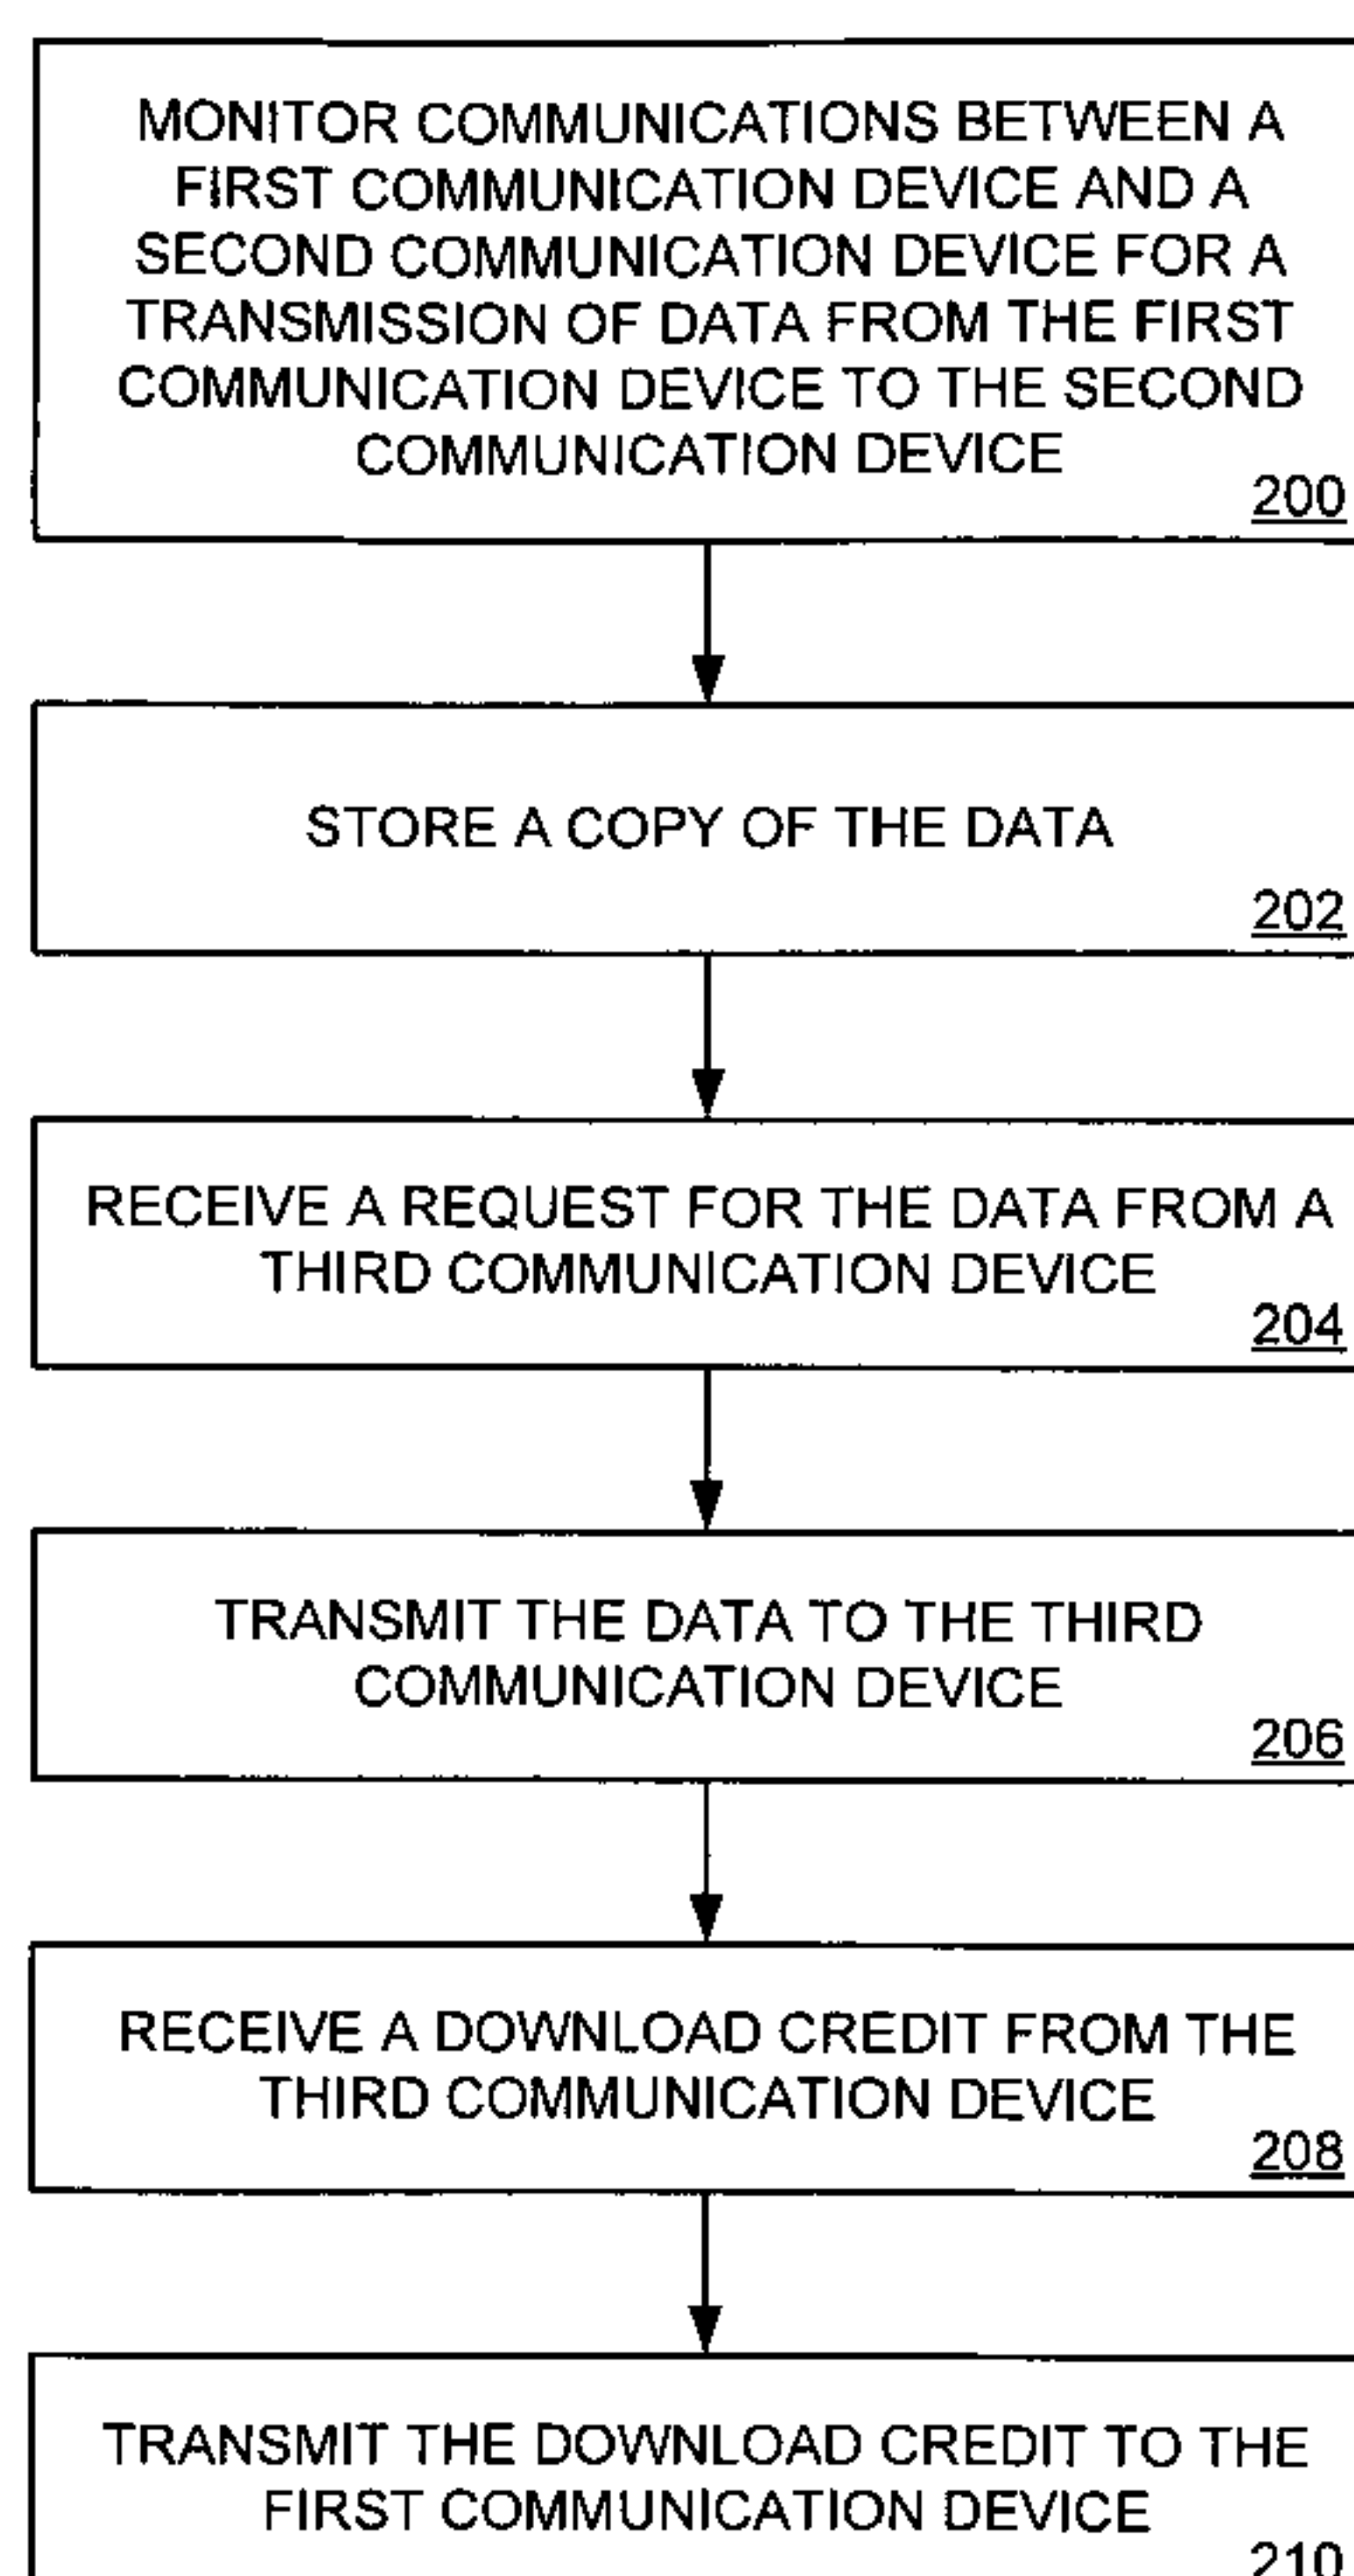 MONITOR COMMUNICATIONS BETWEEN A
FIRST COMMUNICATION DEVICE AND A
SECOND COMMUNICATION DEVICE FOR A
TRANSMISSION OF DATA FROM THE FIRST
COMMUNICATION DEVICE TO THE SECOND
COMMUNICATION DEVICE
200
STORE A COPY OF THE DATA
202
RECEIVE A REQUEST FOR THE DATA FROM A
THIRD COMMUNICATION DEVICE
204
TRANSMIT THE DATA TO THE THIRD
COMMUNICATION DEVICE
206
RECEIVE A DOWNLOAD CREDIT FROM THE
THIRD COMMUNICATION DEVICE
208
TRANSMIT THE DOWNLOAD CREDIT TO THE
FIRST COMMUNICATION DEVICE
210